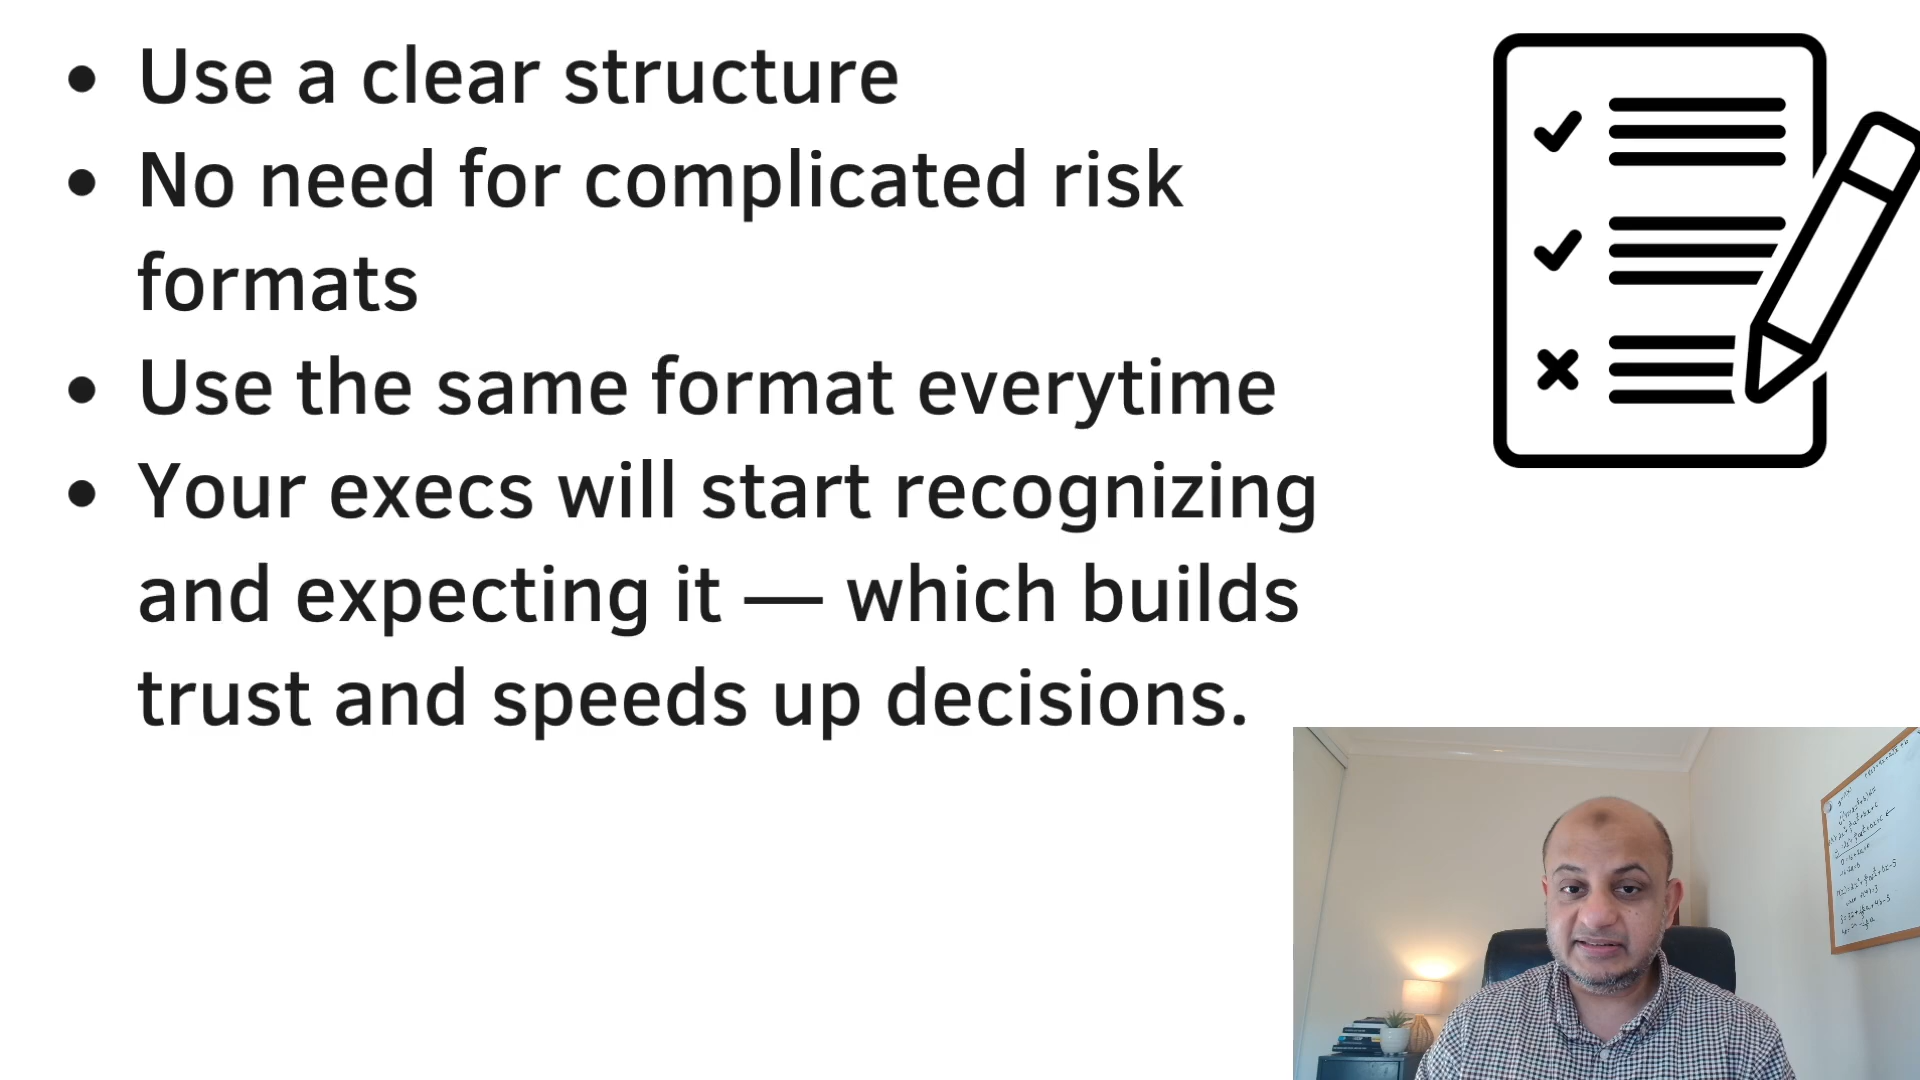 Use a clear structure
No need for complicated risk
formats
Use the same format everytime
Your execs will start recognizing
and expecting it — which builds
trust and speeds up decisions.